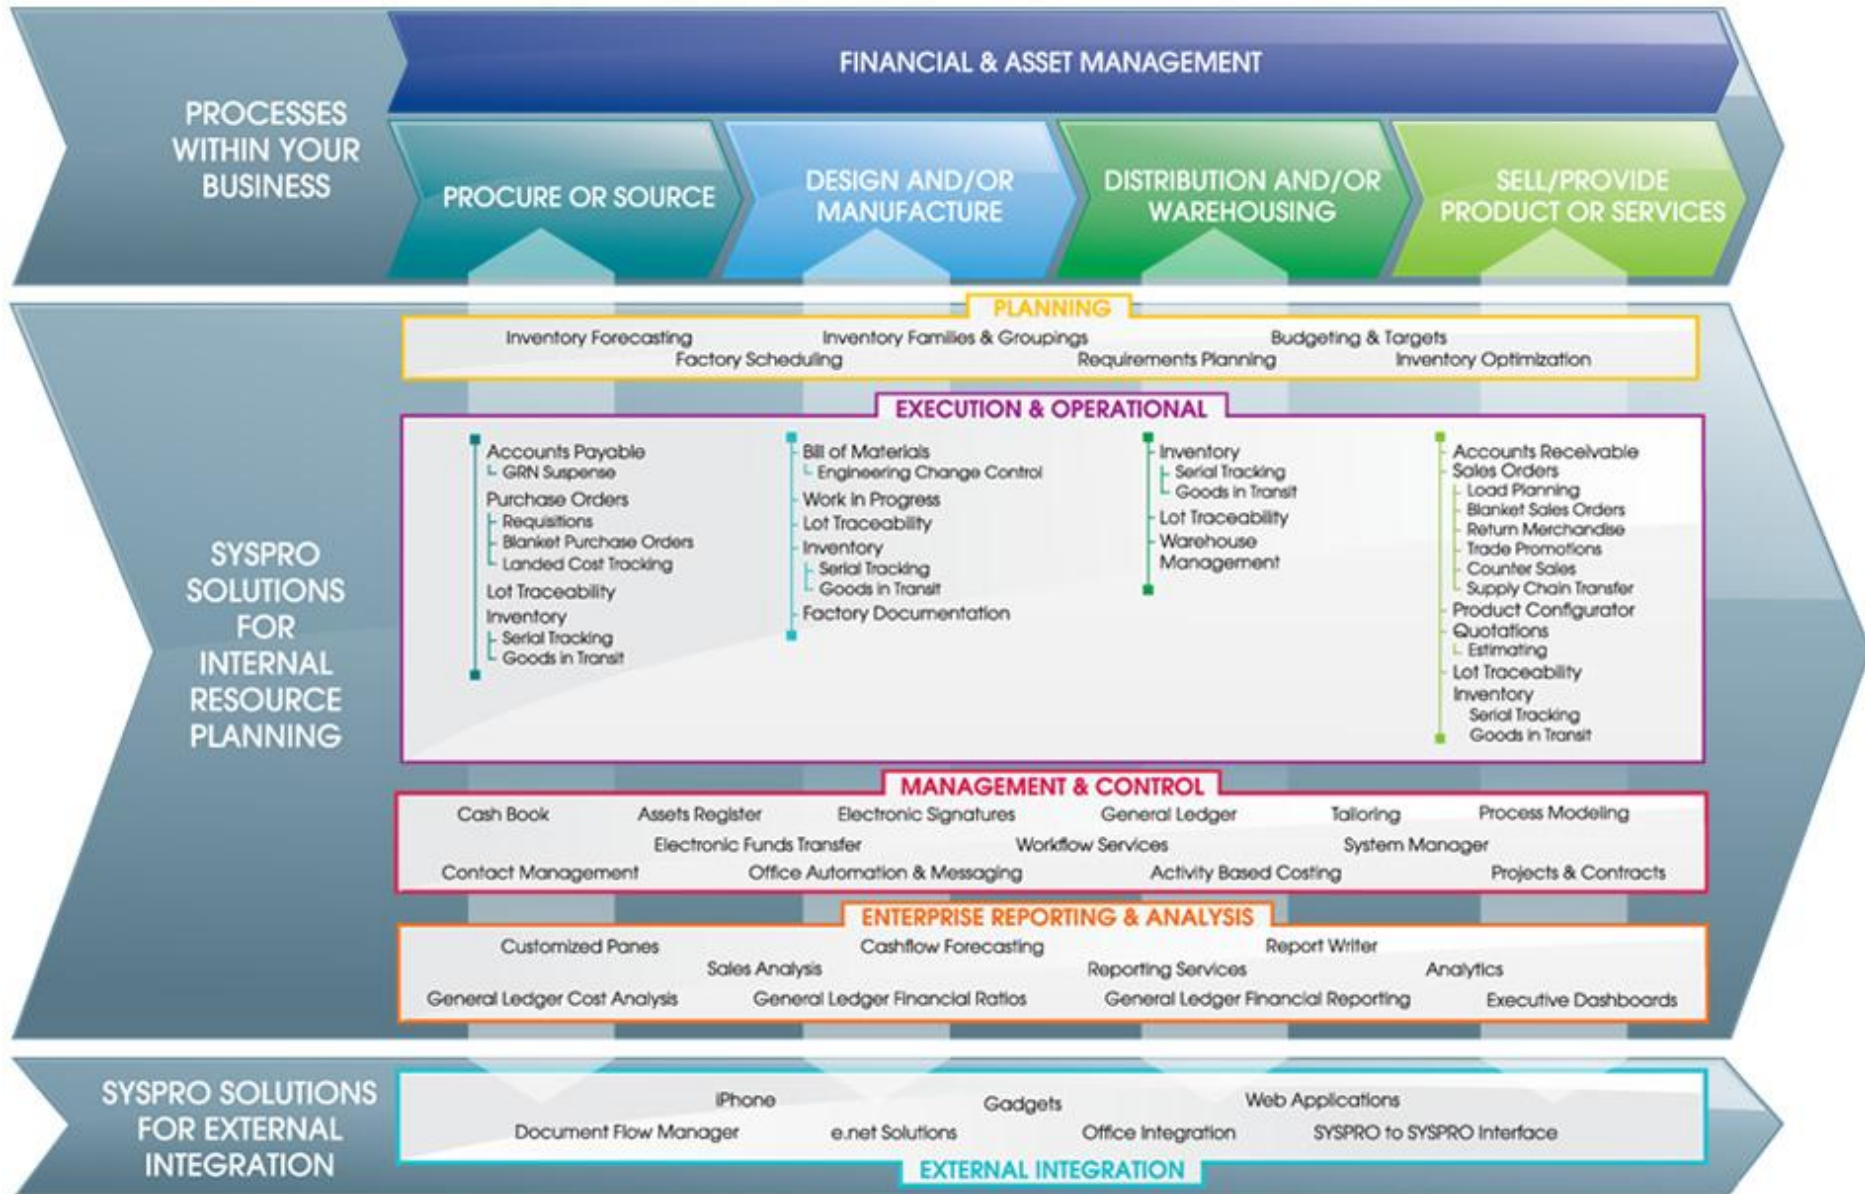 FINANCIAL & ASSET MANAGEMENT
PROCESSES
WITHIN YOUR
BUSINESS
PROCURE OR SOURCE
DESIGN AND/OR
MANUFACTURE
DISTRIBUTION AND/OR
WAREHOUSING
SELL/PROVIDE
PRODUCT OR SERVICES
SYSPRO
SOLUTIONS
FOR
INTERNAL
RESOURCE
PLANNING
PLANNING
Inventory Forecasting Inventory Families & Groupings Budgeting & Targets
Factory Scheduling Requirements Planning Inventory Optimization
EXECUTION & OPERATIONAL
Accounts Payable
GRN Suspense
Purchase Orders
Requisitions
Blanket Purchase Orders
Landed Cost Tracking
Lot Traceability
Inventory
Serial Tracking
Goods in Transit
Bill of Materials
Engineering Change Control
Work in Progress
Lot Traceability
Inventory
Serial Tracking
Goods in Transit
Factory Documentation
Inventory
Serial Tracking
Goods in Transit
Lot Traceability
Warehouse
Management
Accounts Receivable
Sales Orders
Load Planning
Blanket Sales Orders
Return Merchandise
Trade Promotions
Counter Sales
Supply Chain Transfer
Product Configurator
Quotations
Estimating
Lot Traceability
Inventory
Serial Tracking
Goods in Transit
MANAGEMENT & CONTROL
Cash Book Assets Register Electronic Signatures General Ledger Tailoring Process Modeling
Electronic Funds Transfer Workflow Services System Manager
Contact Management Office Automation & Messaging Activity Based Costing Projects & Contracts
ENTERPRISE REPORTING & ANALYSIS
Customized Panes Cashflow Forecasting Report Writer
Sales Analysis Reporting Services Analytics
General Ledger Cost Analysis General Ledger Financial Ratios General Ledger Financial Reporting Executive Dashboards
SYSPRO SOLUTIONS
FOR EXTERNAL
INTEGRATION
iPhone Gadgets Web Applications
Document Flow Manager e.net Solutions Office Integration SYSPRO to SYSPRO Interface
EXTERNAL INTEGRATION